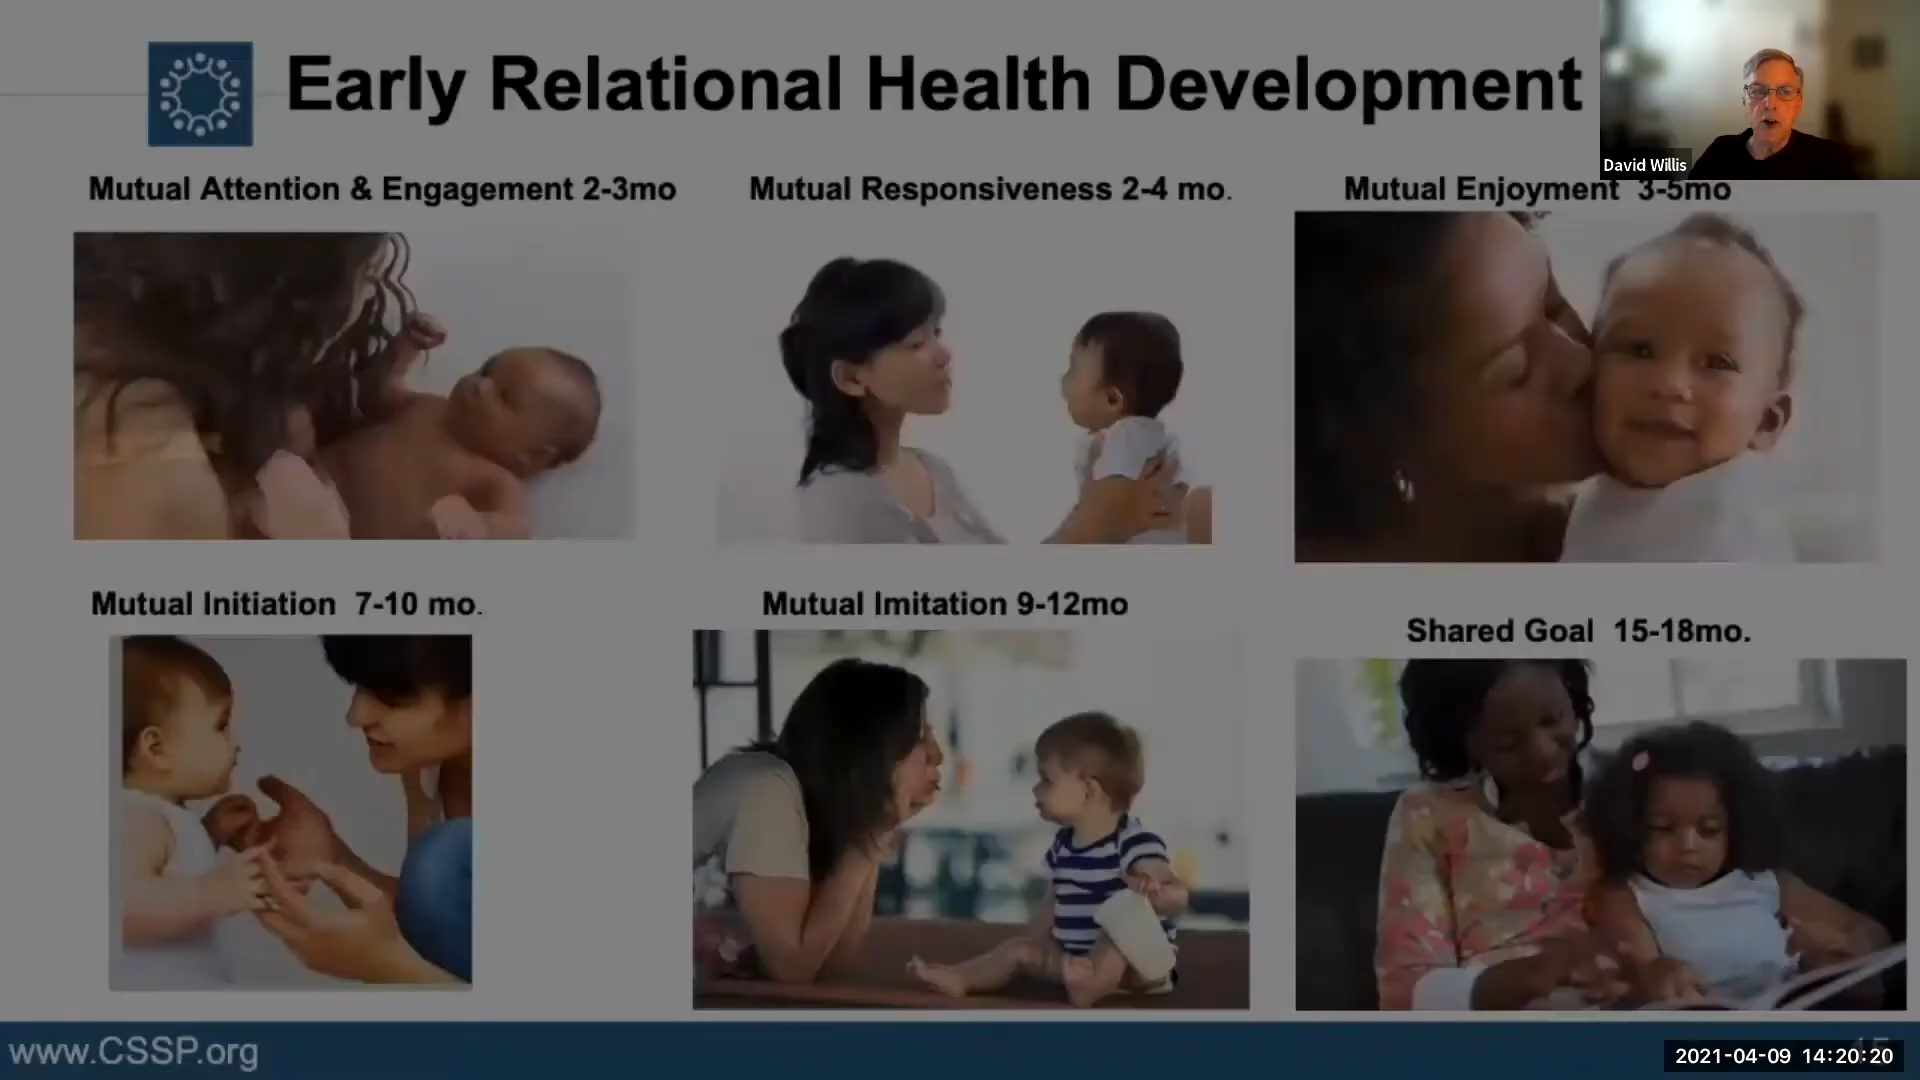 Early Relational Health Development
David Willis
Mutual Attention & Engagement 2-3mo
Mutual Responsiveness 2-4 mo.
Mutual Enjoyment 3-5mo
Mutual Initiation 7-10 mo.
Mutual Imitation 9-12mo
Shared Goal 15-18mo.
www.CSSP.org
2021-04-09 14:20:20